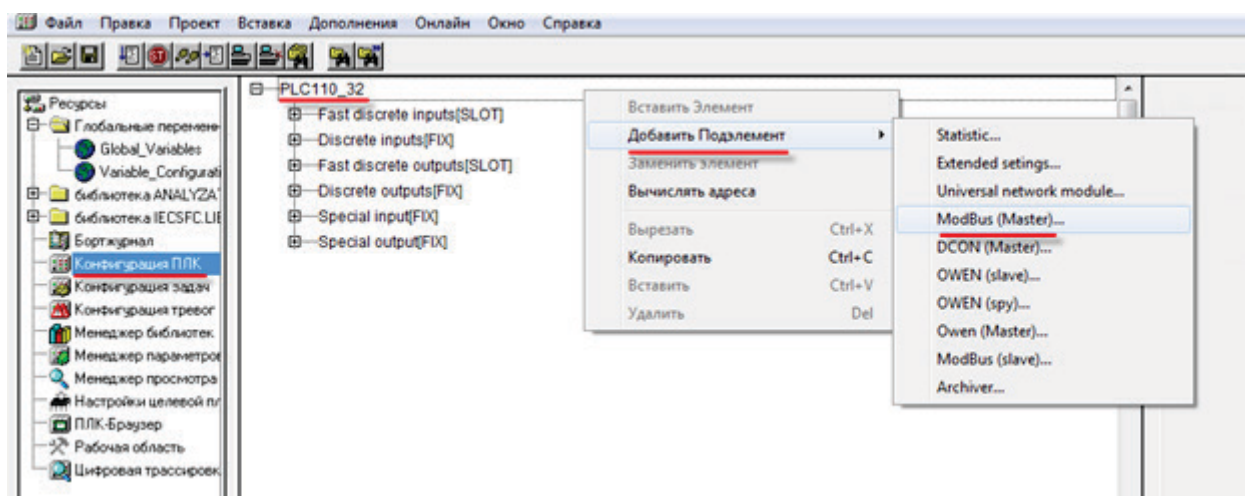 Файл Правка Проект Вставка Дополнения Онлайн Окно Справка
Ресурсы
Глобальные перемене
Global_Variables
Variable_Configurati
библиотека ANALYZA
библиотека IECSFC.LIE
Бортжурнал
Конфигурация ПЛК
Конфигурация задач
Конфигурация тревог
Менеджер библиотек
Менеджер параметров
Менеджер просмотра
Настройки целевой пл
ПЛК-Браузер
Рабочая область
Цифровая трассировк
PLC110_32
Fast discrete inputs[SLOT]
Discrete inputs[FIX]
Fast discrete outputs[SLOT]
Discrete outputs[FIX]
Special input[FIX]
Special output[FIX]
Вставить Элемент
Добавить Подэлемент
Заменить элемент
Вычислять адреса
Вырезать Ctrl+X
Копировать Ctrl+C
Вставить Ctrl+V
Удалить Del
Statistic...
Extended setings...
Universal network module...
ModBus (Master)...
DCON (Master)...
OWEN (slave)...
OWEN (spy)...
Owen (Master)...
ModBus (slave)...
Archiver...